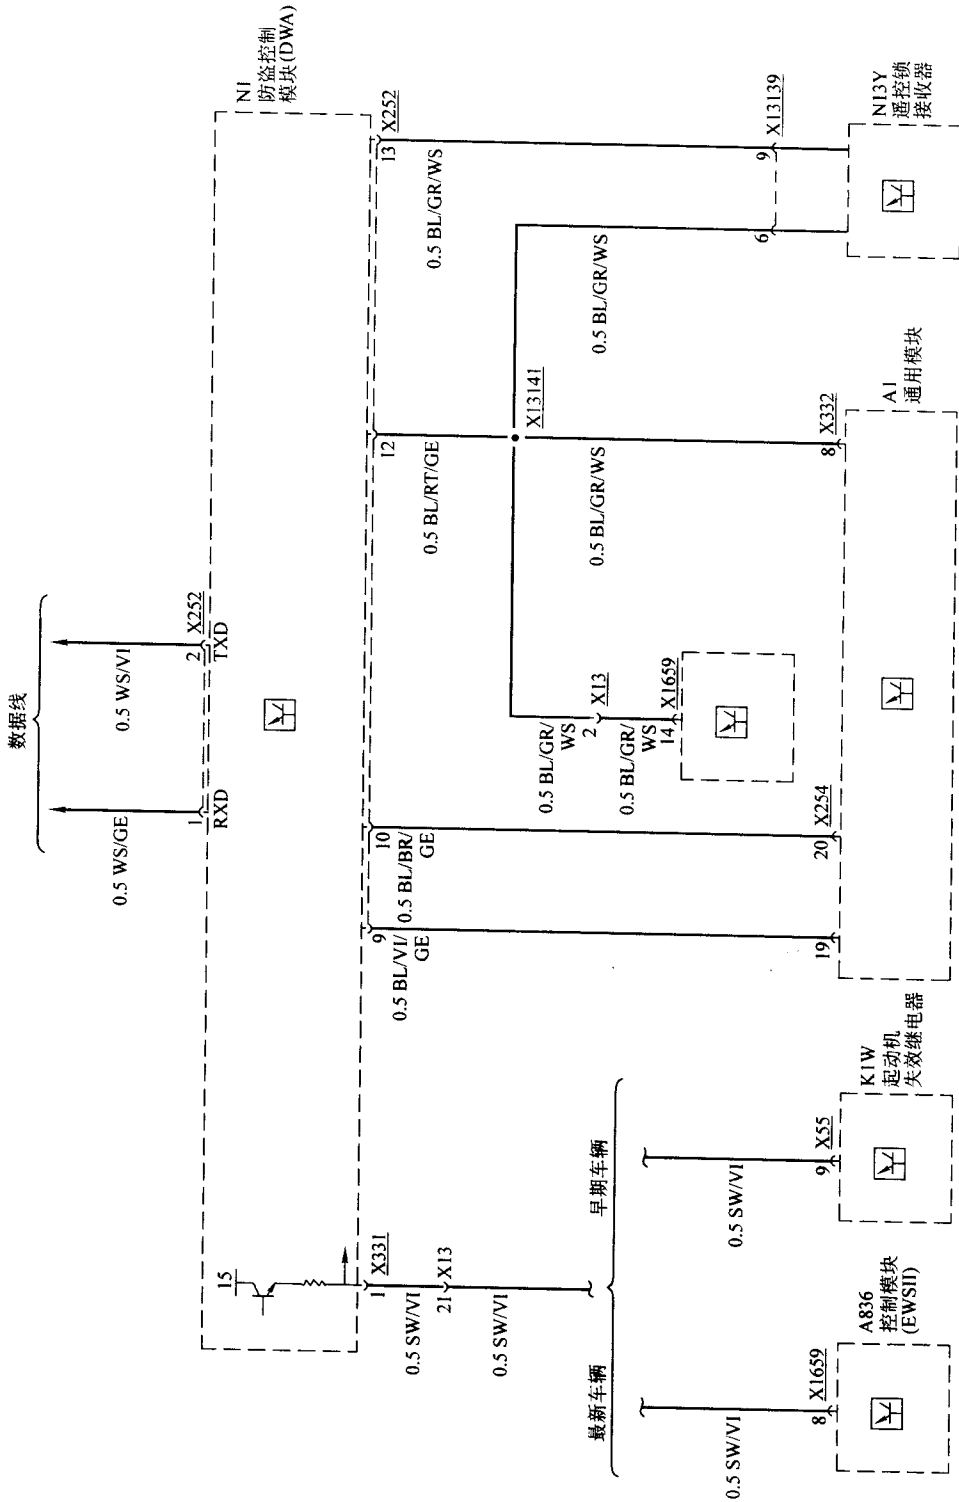 数据线
0.5 WS/GE
0.5 WS/VI
1
RXD
2
X252
TXD
N1
防盗控制
模块(DWA)
15
1
X331
0.5 SW/VI
21
X13
0.5 SW/VI
9
0.5 BL/VI/
GE
10
0.5 BL/BR/
GE
12
0.5 BL/RT/GE
13
X252
0.5 BL/GR/WS
X13141
0.5 BL/GR/WS
0.5 BL/GR/WS
0.5 BL/GR/
WS
2
X13
0.5 BL/GR/
WS
14
X1659
6
9
X13139
N13Y
遥控锁
接收器
19
20
X254
8
X332
A1
通用模块
最新车辆
早期车辆
0.5 SW/VI
8
X1659
A836
控制模块
(EWSII)
0.5 SW/VI
9
X55
K1W
起动机
失效继电器